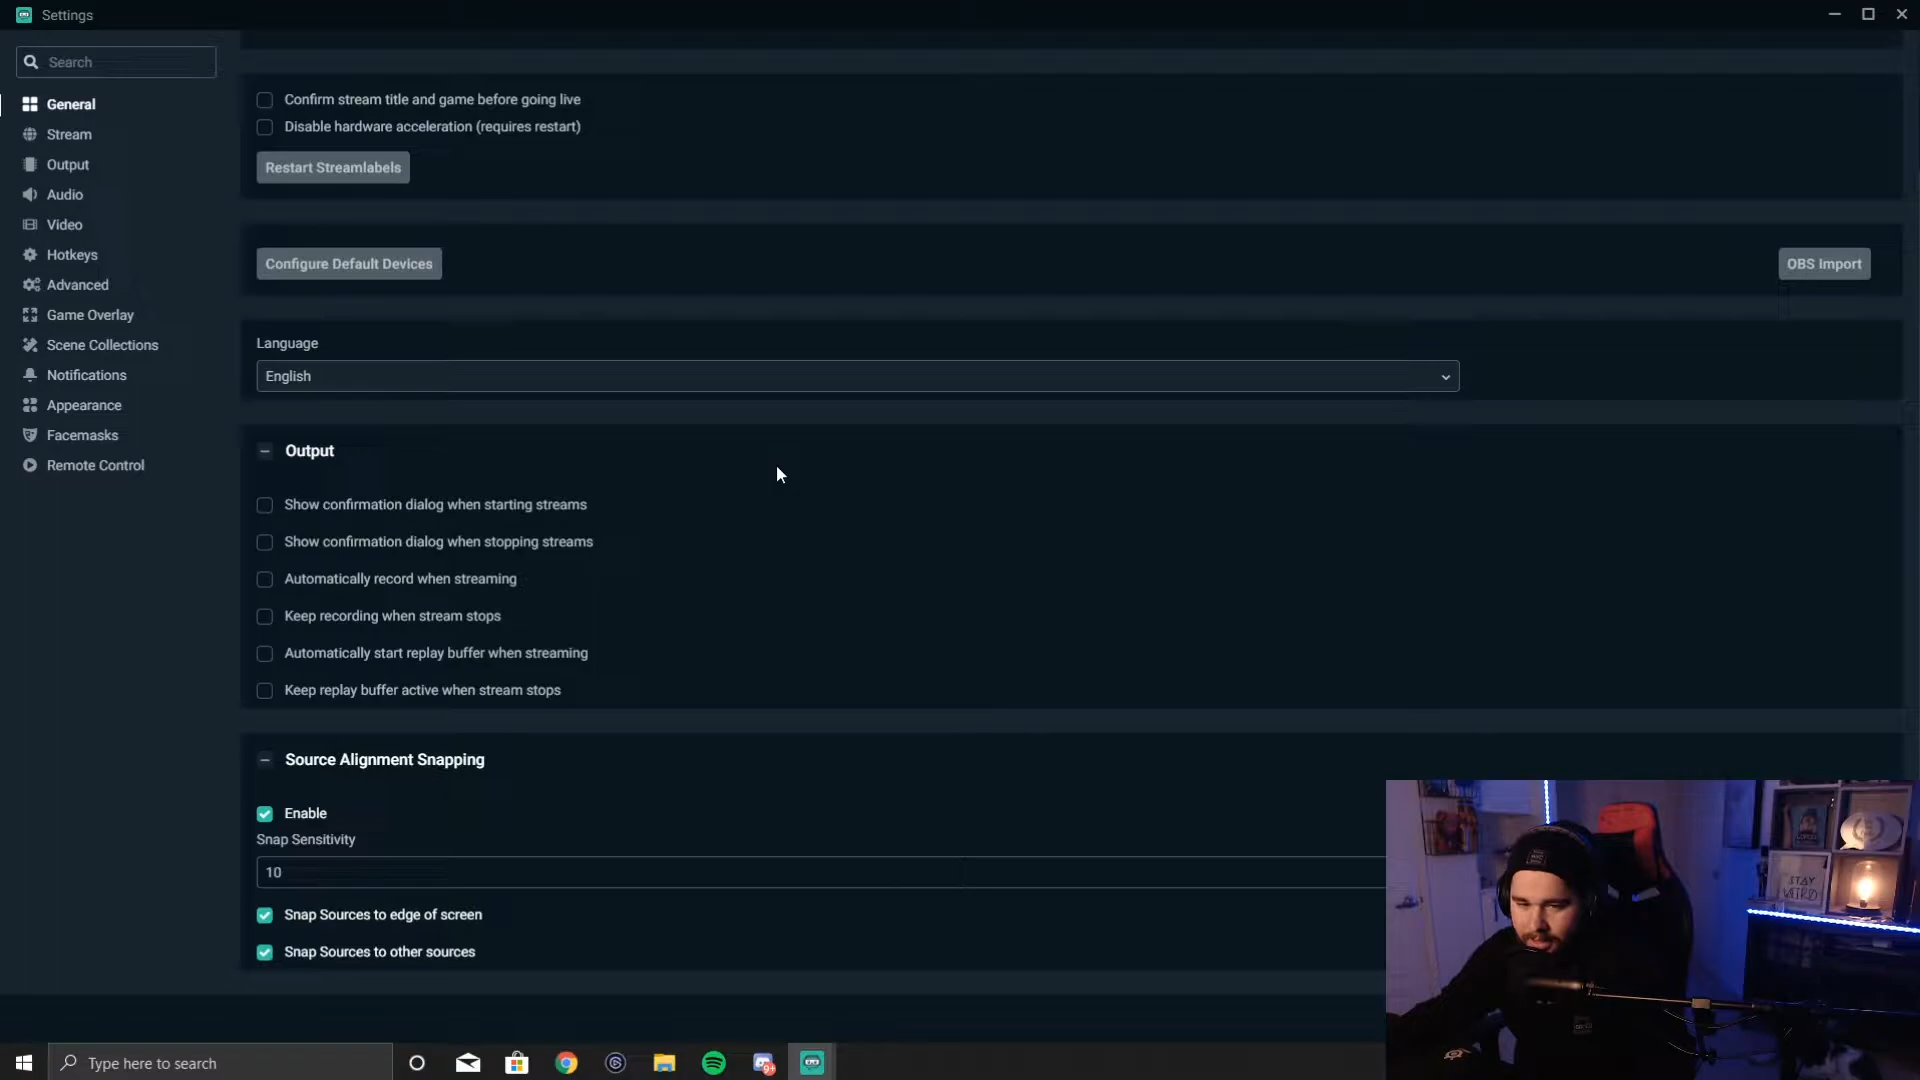 Settings
Search
General
Stream
Output
Audio
Video
Hotkeys
Advanced
Game Overlay
Scene Collections
Notifications
Appearance
Facemasks
Remote Control
Confirm stream title and game before going live
Disable hardware acceleration (requires restart)
Restart Streamlabels
Configure Default Devices
OBS Import
Language
English
Output
Show confirmation dialog when starting streams
Show confirmation dialog when stopping streams
Automatically record when streaming
Keep recording when stream stops
Automatically start replay buffer when streaming
Keep replay buffer active when stream stops
Source Alignment Snapping
Enable
Snap Sensitivity
10
Snap Sources to edge of screen
Snap Sources to other sources
STAY
Type here to search
9+